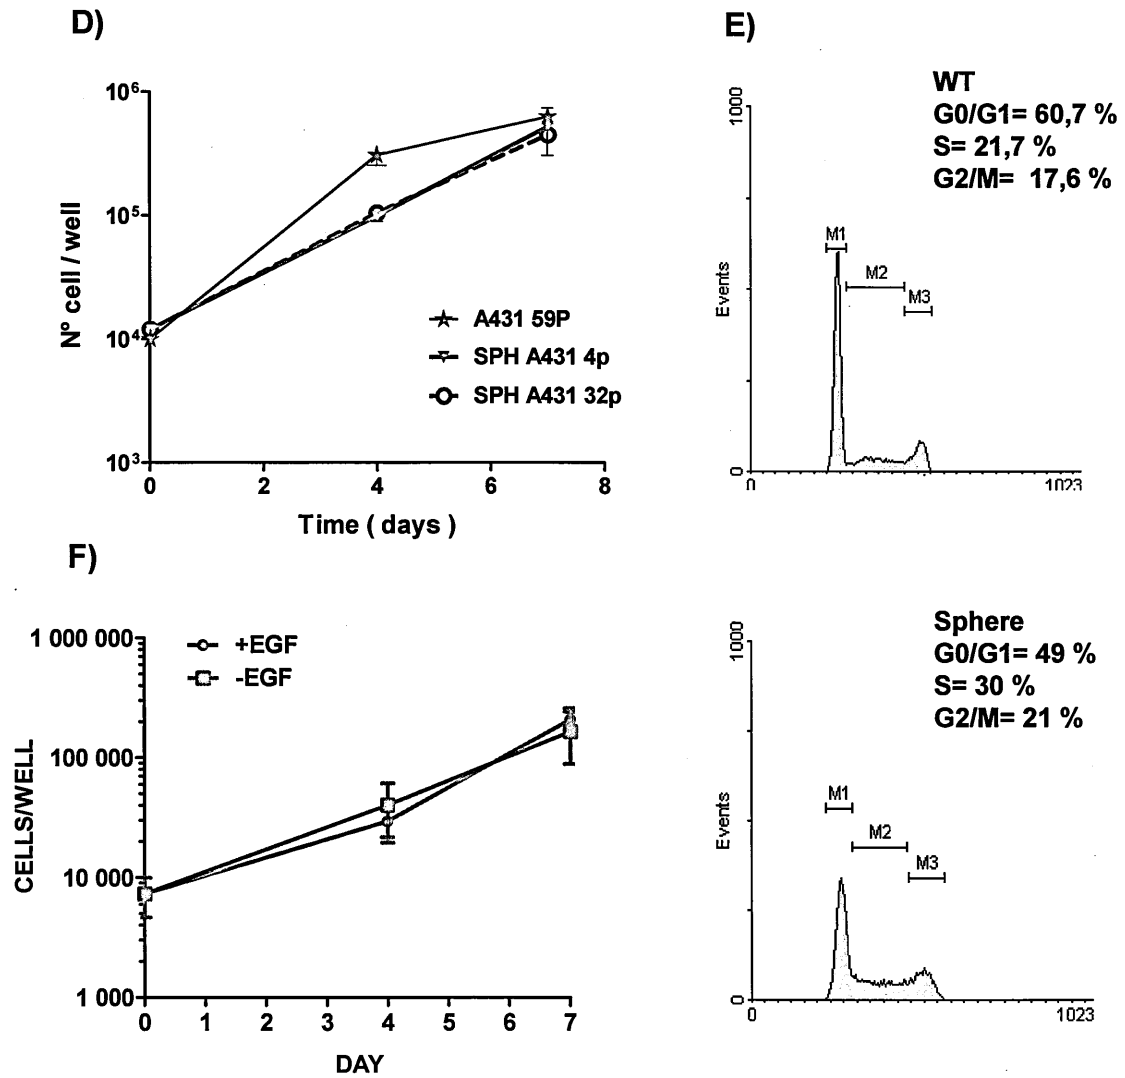 D)
10⁶
10⁵
10⁴
10³
N° cell / well
A431 59P
SPH A431 4p
SPH A431 32p
0 2 4 6 8
Time ( days )
E)
WT
G0/G1= 60,7 %
S= 21,7 %
G2/M= 17,6 %
1000
Events
0
M1
M2
M3
0 1023
F)
1 000 000
100 000
10 000
1 000
CELLS/WELL
+EGF
-EGF
0 1 2 3 4 5 6 7
DAY
Sphere
G0/G1= 49 %
S= 30 %
G2/M= 21 %
1000
Events
0
M1
M2
M3
0 1023